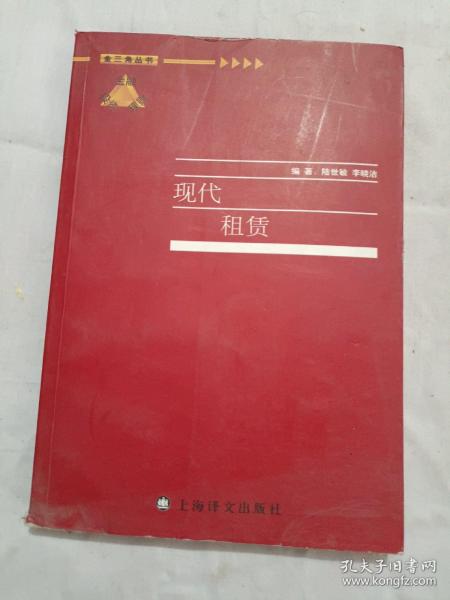 金三角丛书
编 著:陆世敏 李晓洁
现代
租赁
上海译文出版社
孔夫子旧书网
www.kongfz.com